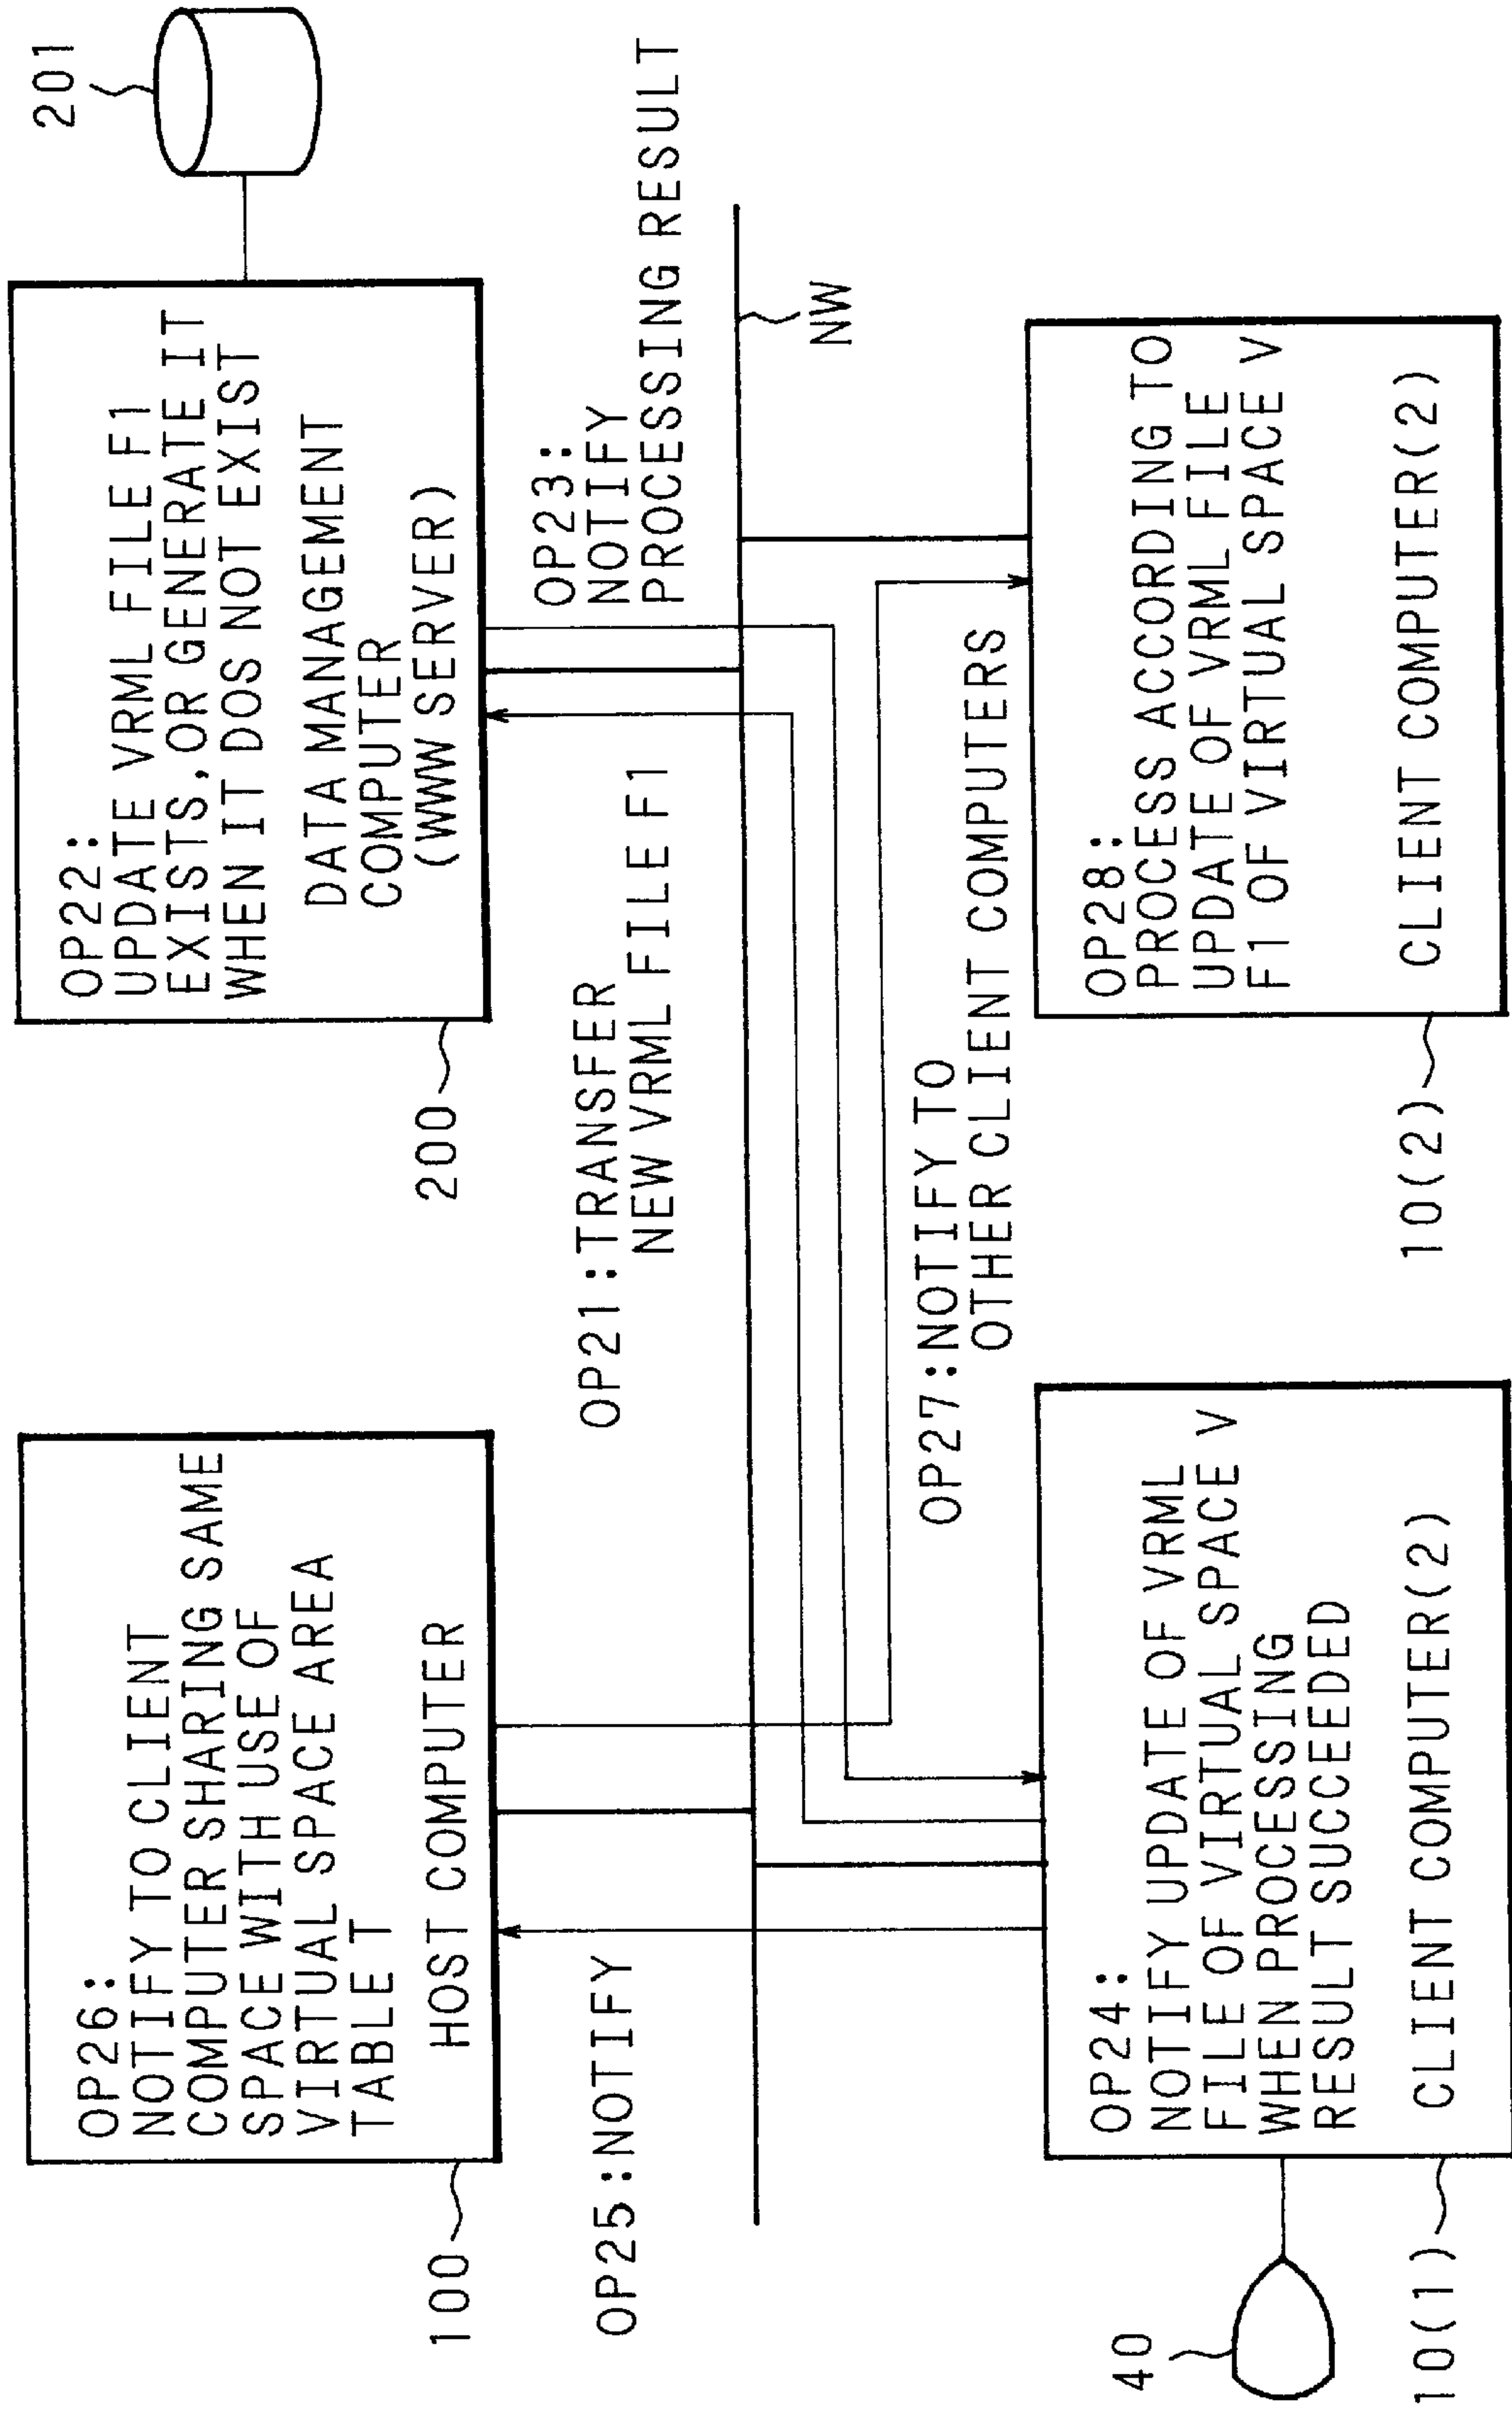 OP26:
NOTIFY TO CLIENT
COMPUTER SHARING SAME
SPACE WITH USE OF
VIRTUAL SPACE AREA
TABLE T
HOST COMPUTER
100
OP22:
UPDATE VRML FILE F1
EXISTS, OR GENERATE IT
WHEN IT DOS NOT EXIST
DATA MANAGEMENT
COMPUTER
(WWW SERVER)
200
201
OP25:NOTIFY
OP21:TRANSFER
NEW VRML FILE F1
OP23:
NOTIFY
PROCESSING RESULT
NW
OP27:NOTIFY TO
OTHER CLIENT COMPUTERS
40
OP24:
NOTIFY UPDATE OF VRML
FILE OF VIRTUAL SPACE V
WHEN PROCESSING
RESULT SUCCEEDED
CLIENT COMPUTER(2)
10(1)
OP28:
PROCESS ACCORDING TO
UPDATE OF VRML FILE
F1 OF VIRTUAL SPACE V
CLIENT COMPUTER(2)
10(2)